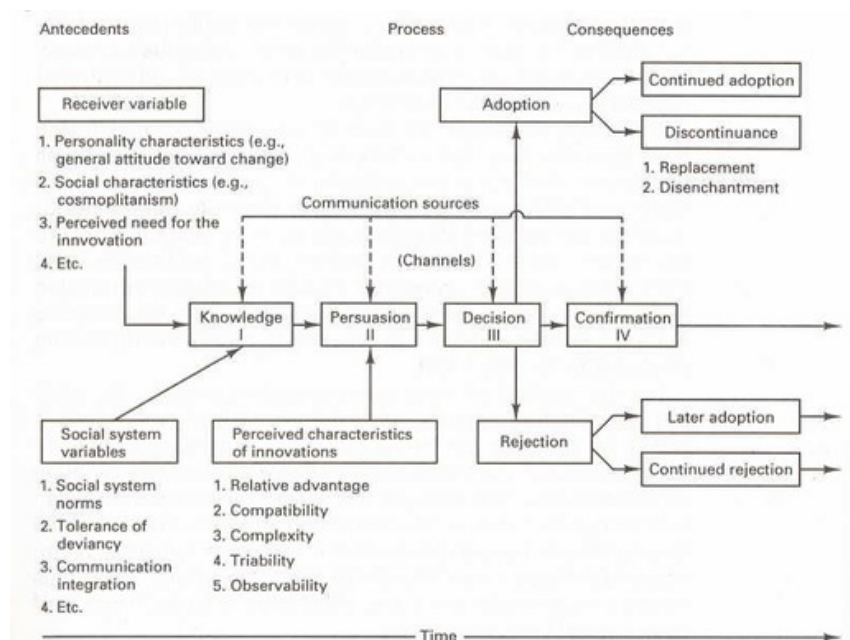 Antecedents
Process
Consequences
Receiver variable
1. Personality characteristics (e.g.,
general attitude toward change)
2. Social characteristics (e.g.,
cosmoplitanism)
3. Perceived need for the
innvovation
4. Etc.
Adoption
Continued adoption
Discontinuance
1. Replacement
2. Disenchantment
Communication sources
(Channels)
Knowledge
I
Persuasion
II
Decision
III
Confirmation
IV
Social system
variables
1. Social system
norms
2. Tolerance of
deviancy
3. Communication
integration
4. Etc.
Perceived characteristics
of innovations
1. Relative advantage
2. Compatibility
3. Complexity
4. Triability
5. Observability
Rejection
Later adoption
Continued rejection
Time